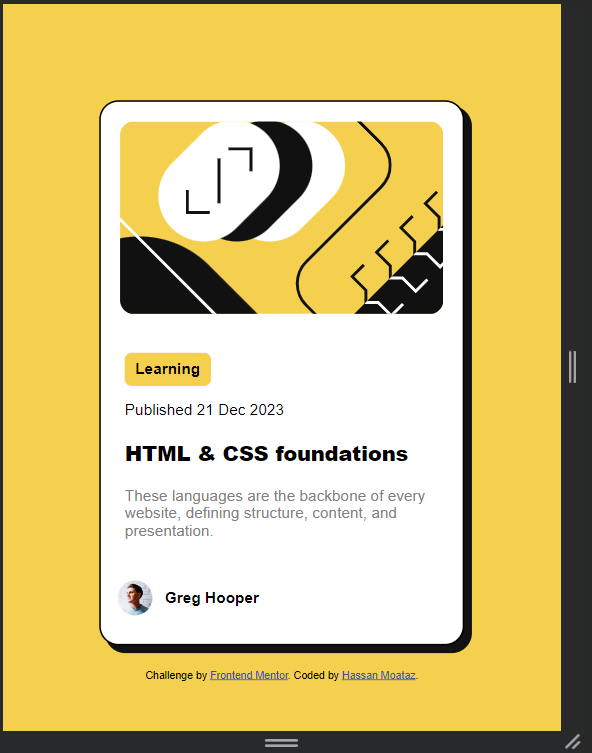 Learning
Published 21 Dec 2023
HTML & CSS foundations
These languages are the backbone of every
website, defining structure, content, and
presentation.
Greg Hooper
Challenge by Frontend Mentor. Coded by Hassan Moataz.